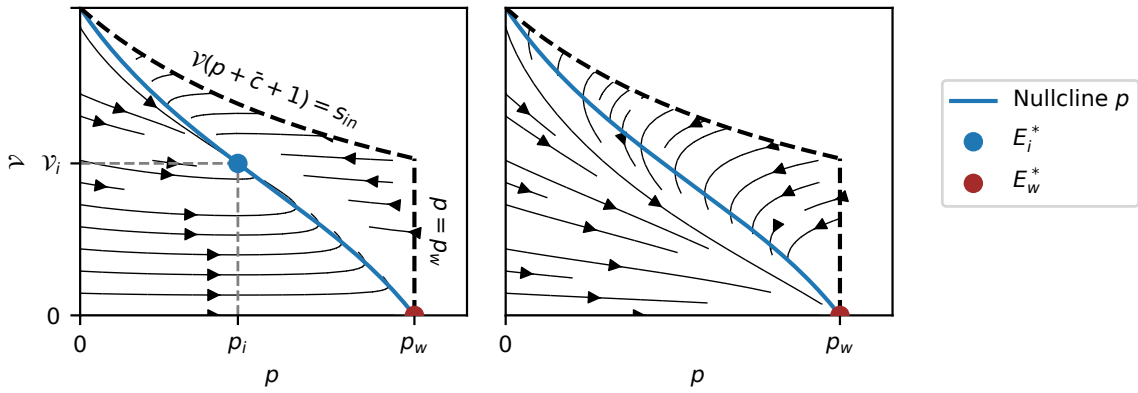 𝒱(p + c̄ + 1) = s_in
𝒱
𝒱_i
0
p = p_w
0
p_i
p_w
p
0
p_w
p
Nullcline p
E_i^*
E_w^*